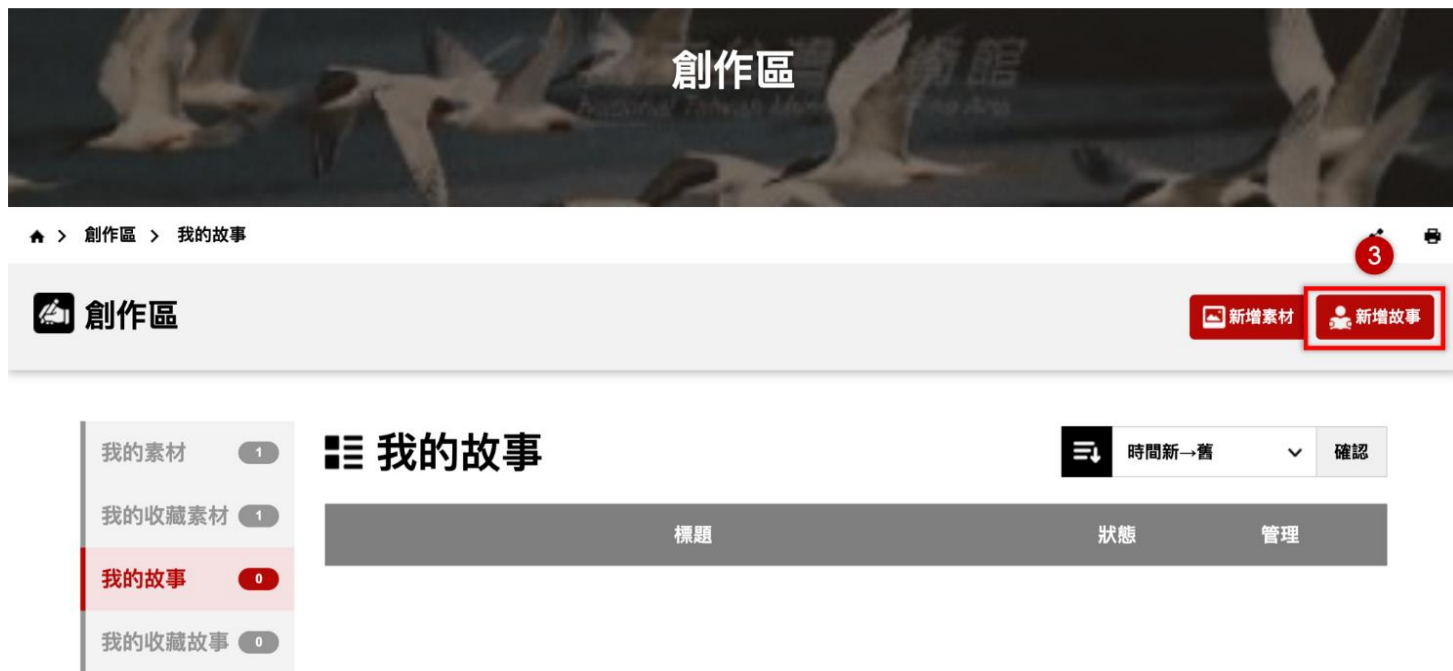 創作區
創作區 > 我的故事
3
創作區
新增素材
新增故事
我的素材 1
我的收藏素材 1
我的故事 0
我的收藏故事 0
我的故事
時間新→舊
確認
標題 狀態 管理